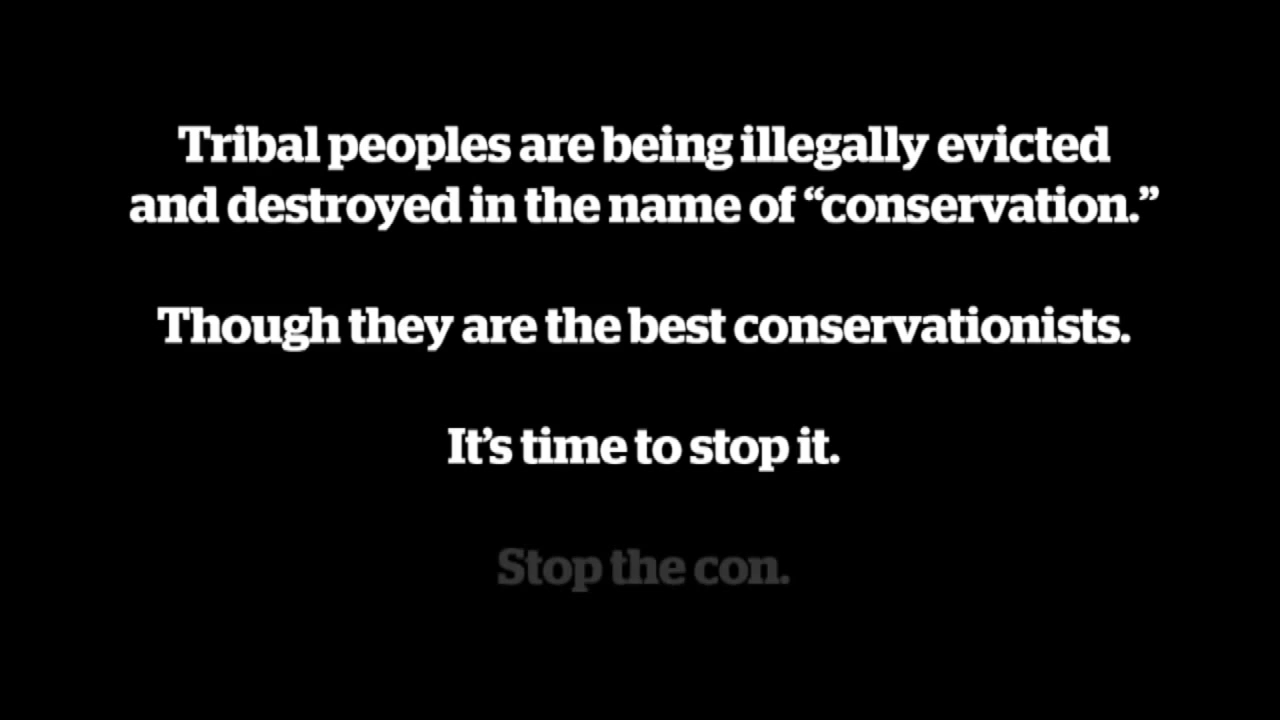 Tribal peoples are being illegally evicted
and destroyed in the name of “conservation.”
Though they are the best conservationists.
It’s time to stop it.
Stop the con.